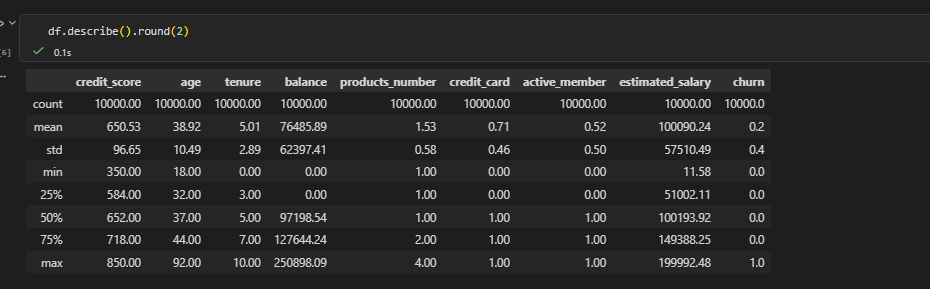 df.describe().round(2)
[6] 0.1s
...
credit_score age tenure balance products_number credit_card active_member estimated_salary churn
count 10000.00 10000.00 10000.00 10000.00 10000.00 10000.00 10000.00 10000.00 10000.0
mean 650.53 38.92 5.01 76485.89 1.53 0.71 0.52 100090.24 0.2
std 96.65 10.49 2.89 62397.41 0.58 0.46 0.50 57510.49 0.4
min 350.00 18.00 0.00 0.00 1.00 0.00 0.00 11.58 0.0
25% 584.00 32.00 3.00 0.00 1.00 0.00 0.00 51002.11 0.0
50% 652.00 37.00 5.00 97198.54 1.00 1.00 1.00 100193.92 0.0
75% 718.00 44.00 7.00 127644.24 2.00 1.00 1.00 149388.25 0.0
max 850.00 92.00 10.00 250898.09 4.00 1.00 1.00 199992.48 1.0